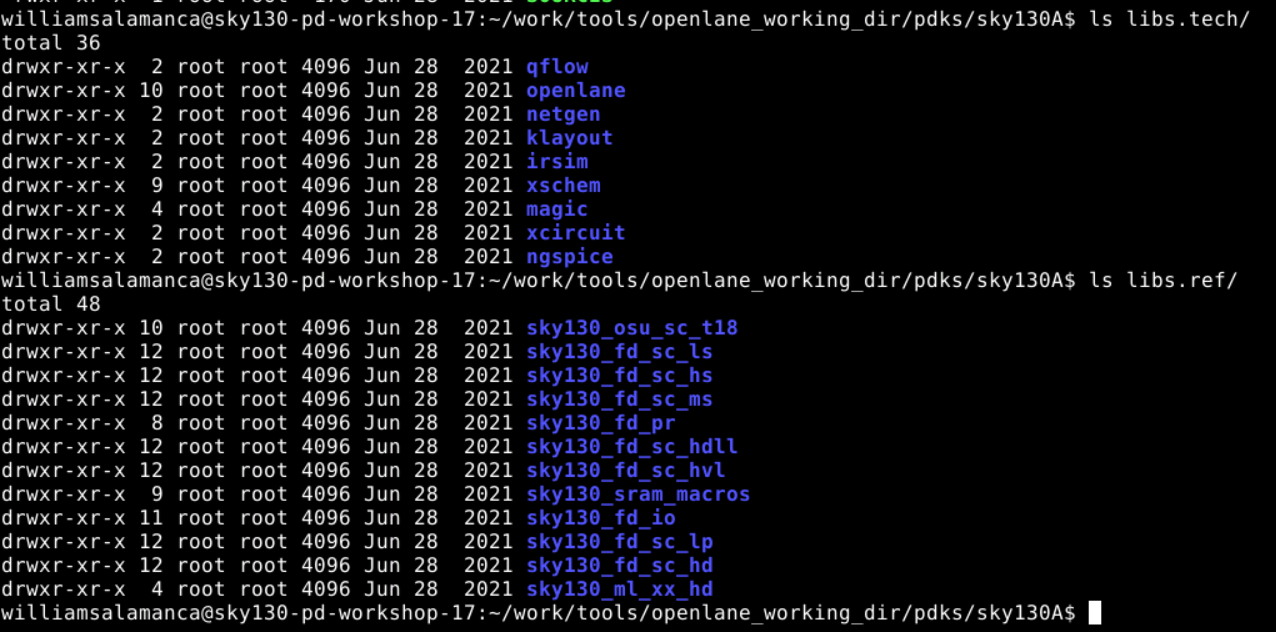 williamsalamanca@sky130-pd-workshop-17:~/work/tools/openlane_working_dir/pdks/sky130A$ ls libs.tech/
total 36
drwxr-xr-x  2 root root 4096 Jun 28  2021 qflow
drwxr-xr-x 10 root root 4096 Jun 28  2021 openlane
drwxr-xr-x  2 root root 4096 Jun 28  2021 netgen
drwxr-xr-x  2 root root 4096 Jun 28  2021 klayout
drwxr-xr-x  2 root root 4096 Jun 28  2021 irsim
drwxr-xr-x  9 root root 4096 Jun 28  2021 xschem
drwxr-xr-x  4 root root 4096 Jun 28  2021 magic
drwxr-xr-x  2 root root 4096 Jun 28  2021 xcircuit
drwxr-xr-x  2 root root 4096 Jun 28  2021 ngspice
williamsalamanca@sky130-pd-workshop-17:~/work/tools/openlane_working_dir/pdks/sky130A$ ls libs.ref/
total 48
drwxr-xr-x 10 root root 4096 Jun 28  2021 sky130_osu_sc_t18
drwxr-xr-x 12 root root 4096 Jun 28  2021 sky130_fd_sc_ls
drwxr-xr-x 12 root root 4096 Jun 28  2021 sky130_fd_sc_hs
drwxr-xr-x 12 root root 4096 Jun 28  2021 sky130_fd_sc_ms
drwxr-xr-x  8 root root 4096 Jun 28  2021 sky130_fd_pr
drwxr-xr-x 12 root root 4096 Jun 28  2021 sky130_fd_sc_hdll
drwxr-xr-x 12 root root 4096 Jun 28  2021 sky130_fd_sc_hvl
drwxr-xr-x  9 root root 4096 Jun 28  2021 sky130_sram_macros
drwxr-xr-x 11 root root 4096 Jun 28  2021 sky130_fd_io
drwxr-xr-x 12 root root 4096 Jun 28  2021 sky130_fd_sc_lp
drwxr-xr-x 12 root root 4096 Jun 28  2021 sky130_fd_sc_hd
drwxr-xr-x  4 root root 4096 Jun 28  2021 sky130_ml_xx_hd
williamsalamanca@sky130-pd-workshop-17:~/work/tools/openlane_working_dir/pdks/sky130A$